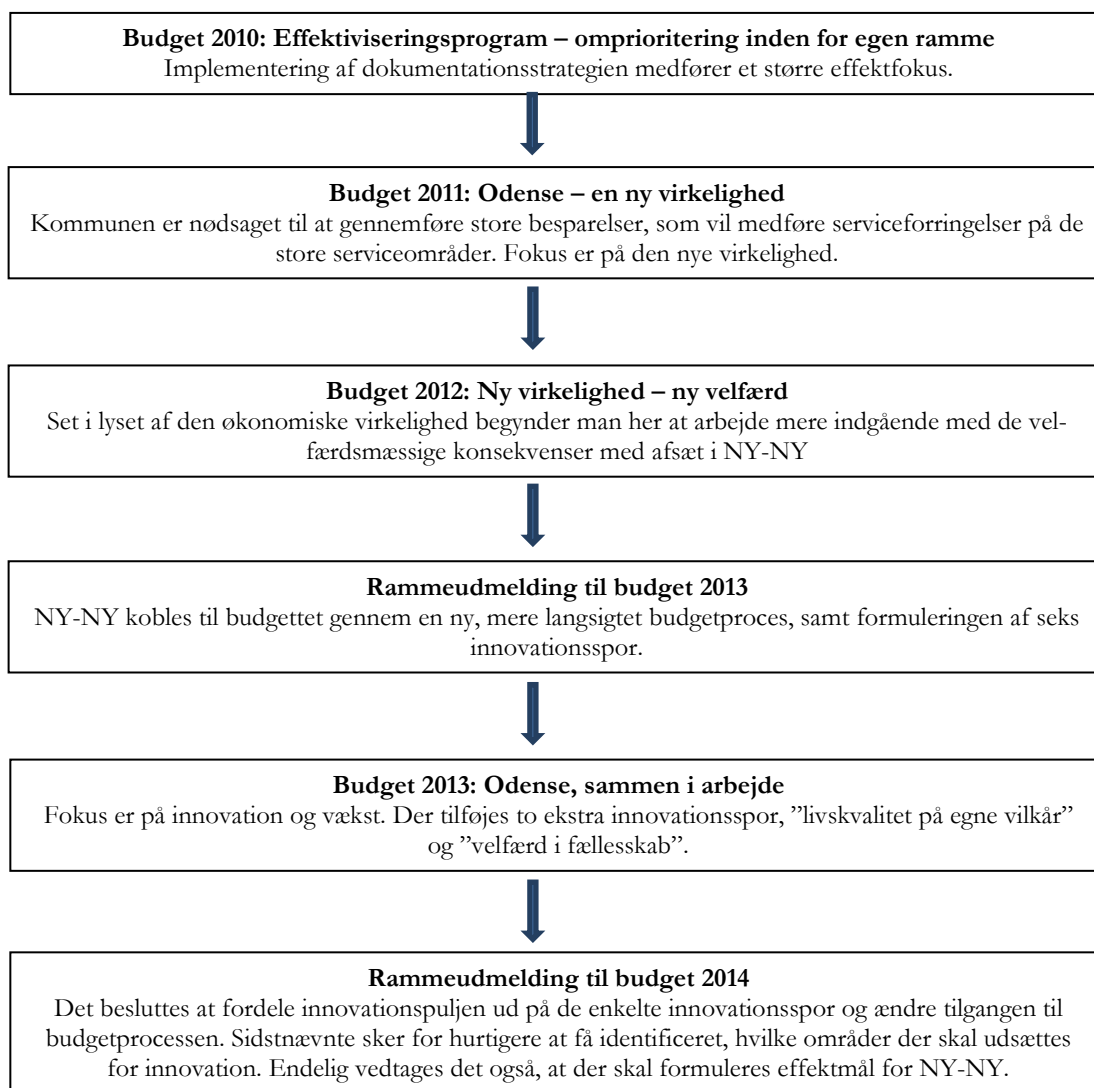 Budget 2010: Effektiviseringsprogram – omprioritering inden for egen ramme
Implementering af dokumentationsstrategien medfører et større effektfokus.
Budget 2011: Odense – en ny virkelighed
Kommunen er nødsaget til at gennemføre store besparelser, som vil medføre serviceforringelser på de
store serviceområder. Fokus er på den nye virkelighed.
Budget 2012: Ny virkelighed – ny velfærd
Set i lyset af den økonomiske virkelighed begynder man her at arbejde mere indgående med de vel-
færdsmæssige konsekvenser med afsæt i NY-NY
Rammeudmelding til budget 2013
NY-NY kobles til budgettet gennem en ny, mere langsigtet budgetproces, samt formuleringen af seks
innovationsspor.
Budget 2013: Odense, sammen i arbejde
Fokus er på innovation og vækst. Der tilføjes to ekstra innovationsspor, ”livskvalitet på egne vilkår”
og ”velfærd i fællesskab”.
Rammeudmelding til budget 2014
Det besluttes at fordele innovationspuljen ud på de enkelte innovationsspor og ændre tilgangen til
budgetprocessen. Sidstnævnte sker for hurtigere at få identificeret, hvilke områder der skal udsættes
for innovation. Endelig vedtages det også, at der skal formuleres effektmål for NY-NY.